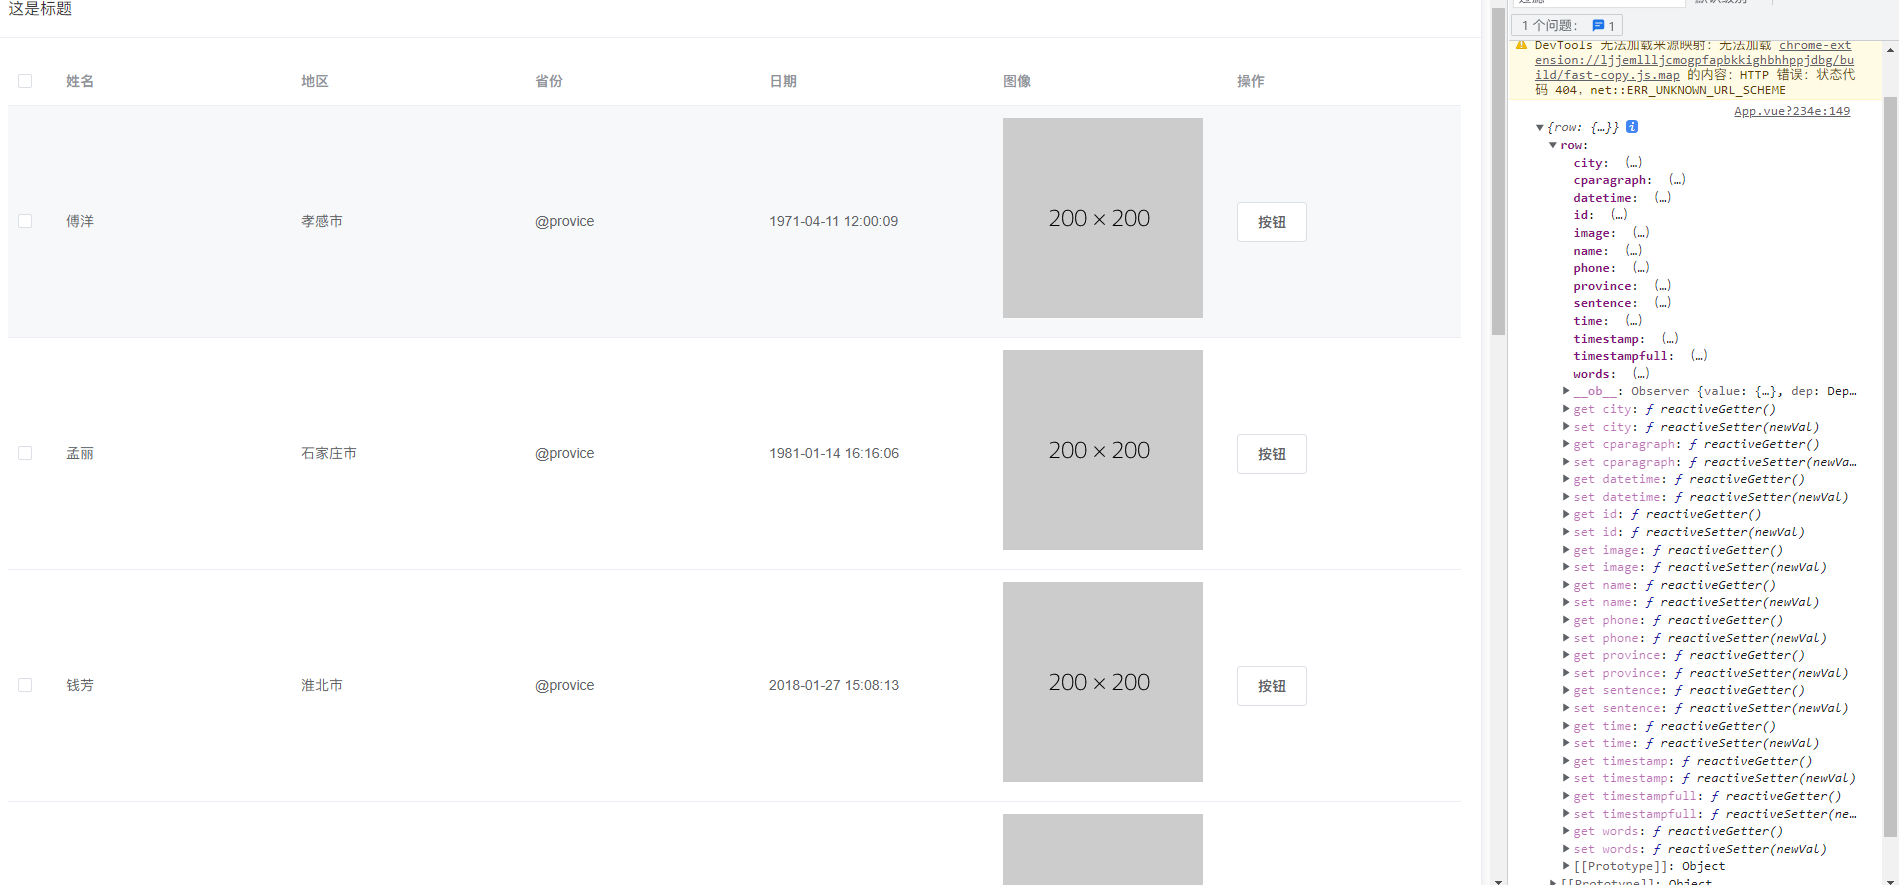 这是标题
姓名 地区 省份 日期 图像 操作
傅洋 孝感市 @provice 1971-04-11 12:00:09 200 × 200 按钮
孟丽 石家庄市 @provice 1981-01-14 16:16:06 200 × 200 按钮
钱芳 淮北市 @provice 2018-01-27 15:08:13 200 × 200 按钮
1 个问题: 1
DevTools 无法加载来源映射: 无法加载 chrome-ext
ension://ljjemllljcmogpfapbkkighbhhppjdbg/bu
ild/fast-copy.js.map 的内容: HTTP 错误: 状态代
码 404, net::ERR_UNKNOWN_URL_SCHEME
App.vue?234e:149
{row: {…}} i
row:
city: (…)
cparagraph: (…)
datetime: (…)
id: (…)
image: (…)
name: (…)
phone: (…)
province: (…)
sentence: (…)
time: (…)
timestamp: (…)
timestampfull: (…)
words: (…)
__ob__: Observer {value: {…}, dep: Dep…
get city: ƒ reactiveGetter()
set city: ƒ reactiveSetter(newVal)
get cparagraph: ƒ reactiveGetter()
set cparagraph: ƒ reactiveSetter(newVa…
get datetime: ƒ reactiveGetter()
set datetime: ƒ reactiveSetter(newVal)
get id: ƒ reactiveGetter()
set id: ƒ reactiveSetter(newVal)
get image: ƒ reactiveGetter()
set image: ƒ reactiveSetter(newVal)
get name: ƒ reactiveGetter()
set name: ƒ reactiveSetter(newVal)
get phone: ƒ reactiveGetter()
set phone: ƒ reactiveSetter(newVal)
get province: ƒ reactiveGetter()
set province: ƒ reactiveSetter(newVal)
get sentence: ƒ reactiveGetter()
set sentence: ƒ reactiveSetter(newVal)
get time: ƒ reactiveGetter()
set time: ƒ reactiveSetter(newVal)
get timestamp: ƒ reactiveGetter()
set timestamp: ƒ reactiveSetter(newVal)
get timestampfull: ƒ reactiveGetter()
set timestampfull: ƒ reactiveSetter(ne…
get words: ƒ reactiveGetter()
set words: ƒ reactiveSetter(newVal)
[[Prototype]]: Object
[[Prototype]]: Object